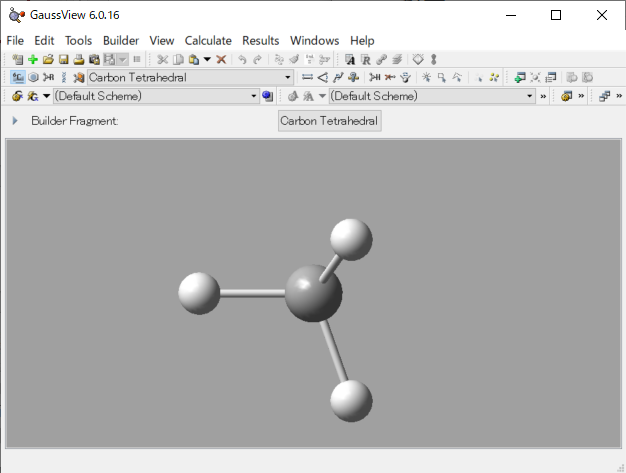 GaussView 6.0.16
File Edit Tools Builder View Calculate Results Windows Help
Carbon Tetrahedral
(Default Scheme) (Default Scheme)
Builder Fragment: Carbon Tetrahedral